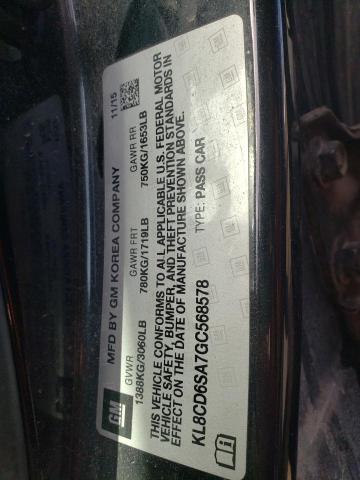 GM
MFD BY GM KOREA COMPANY 11/15
GVWR GAWR FRT GAWR RR
1388KG/3060LB 780KG/1719LB 750KG/1653LB
THIS VEHICLE CONFORMS TO ALL APPLICABLE U.S. FEDERAL MOTOR
VEHICLE SAFETY, BUMPER, AND THEFT PREVENTION STANDARDS IN
EFFECT ON THE DATE OF MANUFACTURE SHOWN ABOVE.
KL8CD6SA7GC568578 TYPE: PASS CAR